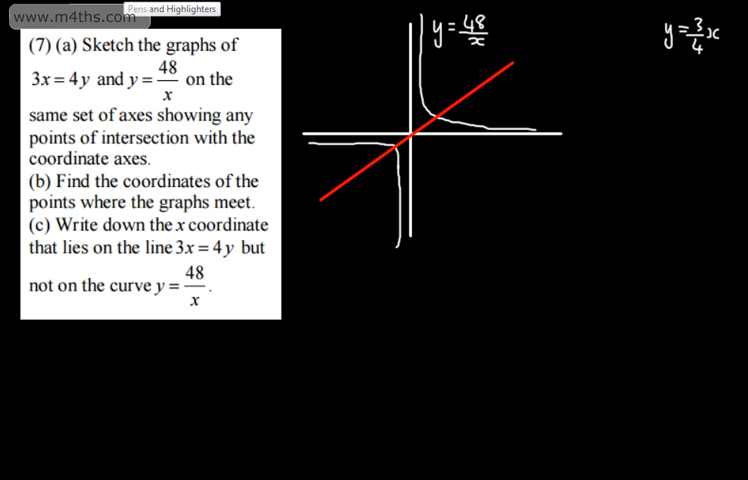 www.m4ths.com
Pens and Highlighters
(7) (a) Sketch the graphs of
3x = 4y and y = 48/x on the
same set of axes showing any
points of intersection with the
coordinate axes.
(b) Find the coordinates of the
points where the graphs meet.
(c) Write down the x coordinate
that lies on the line 3x = 4y but
not on the curve y = 48/x.
y = 48/x
y = 3/4 x